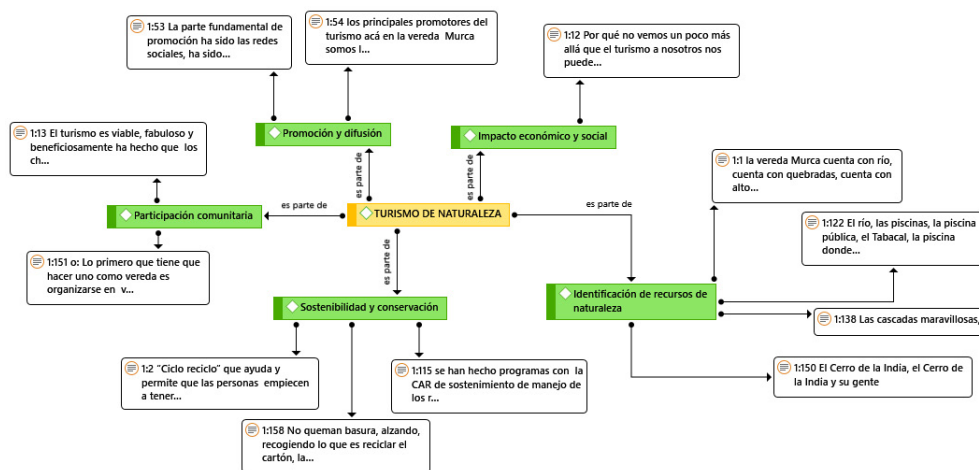 1:53 La parte fundamental de
promoción ha sido las redes
sociales, ha sido...
1:54 los principales promotores del
turismo acá en la vereda Murca
somos l...
1:12 Por qué no vemos un poco más
allá que el turismo a nosotros nos
puede...
1:13 El turismo es viable, fabuloso y
beneficiosamente ha hecho que los
ch...
Promoción y difusión
Impacto económico y social
1:1 la vereda Murca cuenta con río,
cuenta con quebradas, cuenta con
alto...
es parte de
es parte de
Participación comunitaria
es parte de
TURISMO DE NATURALEZA
es parte de
1:122 El río, las piscinas, la piscina
pública, el Tabacal, la piscina
donde...
1:151 o: Lo primero que tiene que
hacer uno como vereda es
organizarse en v...
es parte de
Sostenibilidad y conservación
Identificación de recursos de
naturaleza
1:138 Las cascadas maravillosas,
1:2 "Ciclo reciclo" que ayuda y
permite que las personas empiecen
a tener...
1:115 se han hecho programas con la
CAR de sostenimiento de manejo de
los r...
1:150 El Cerro de la India, el Cerro de
la India y su gente
1:158 No queman basura, alzando,
recogiendo lo que es reciclar el
cartón, la...